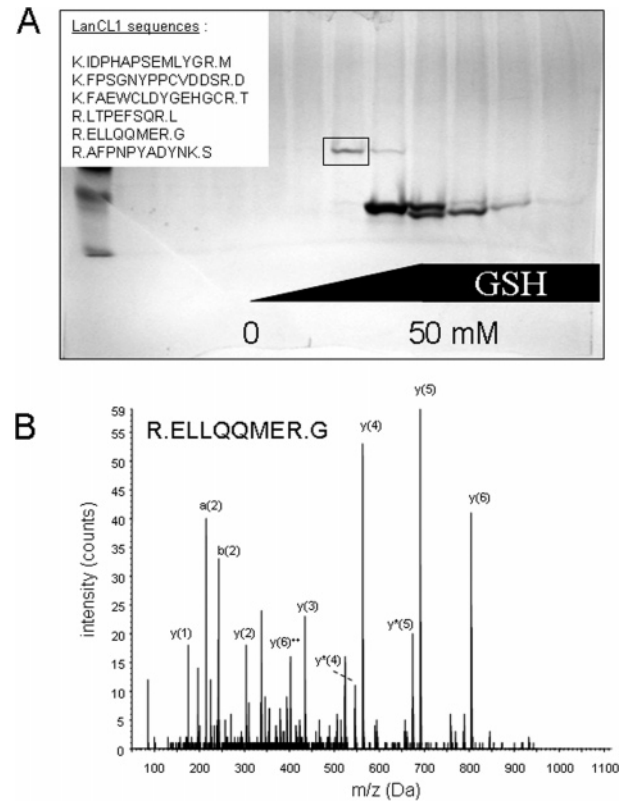 A
LanCL1 sequences :
K.IDPHAPSEMLYGR.M
K.FPSGNYPPCVDDSR.D
K.FAEWCLDYGEHGCR.T
R.LTPEFSQR.L
R.ELLQQMER.G
R.AFPNPYADYNK.S
GSH
0 50 mM
B
R.ELLQQMER.G
y(5)
y(4)
y(6)
a(2)
b(2)
y(1)
y(2)
y(6)**
y(3)
y*(4)
y*(5)
59
55
50
45
40
35
30
25
20
15
10
5
0
intensity (counts)
100 200 300 400 500 600 700 800 900 1000 1100
m/z (Da)